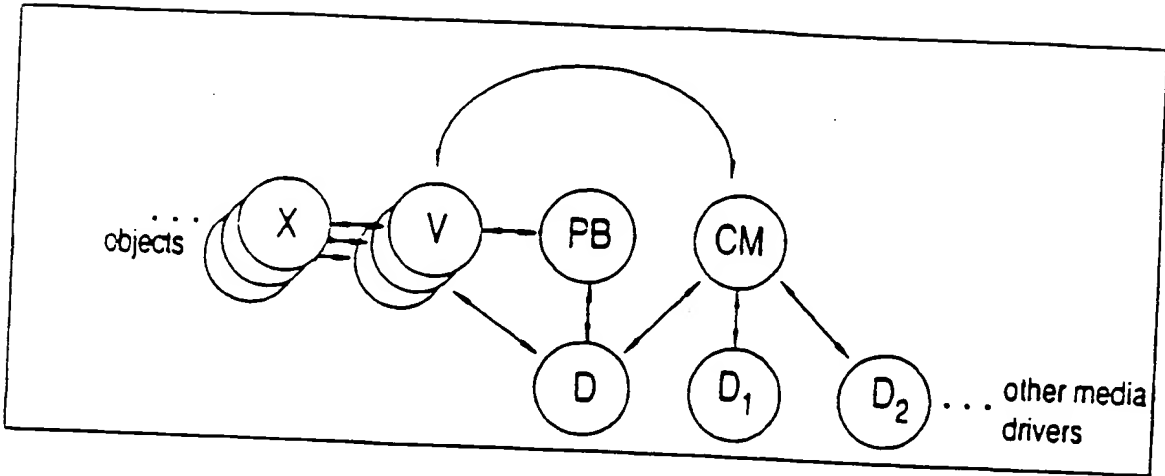 . . .
objects
X
V
PB
CM
D
D₁
D₂
. . . other media
drivers